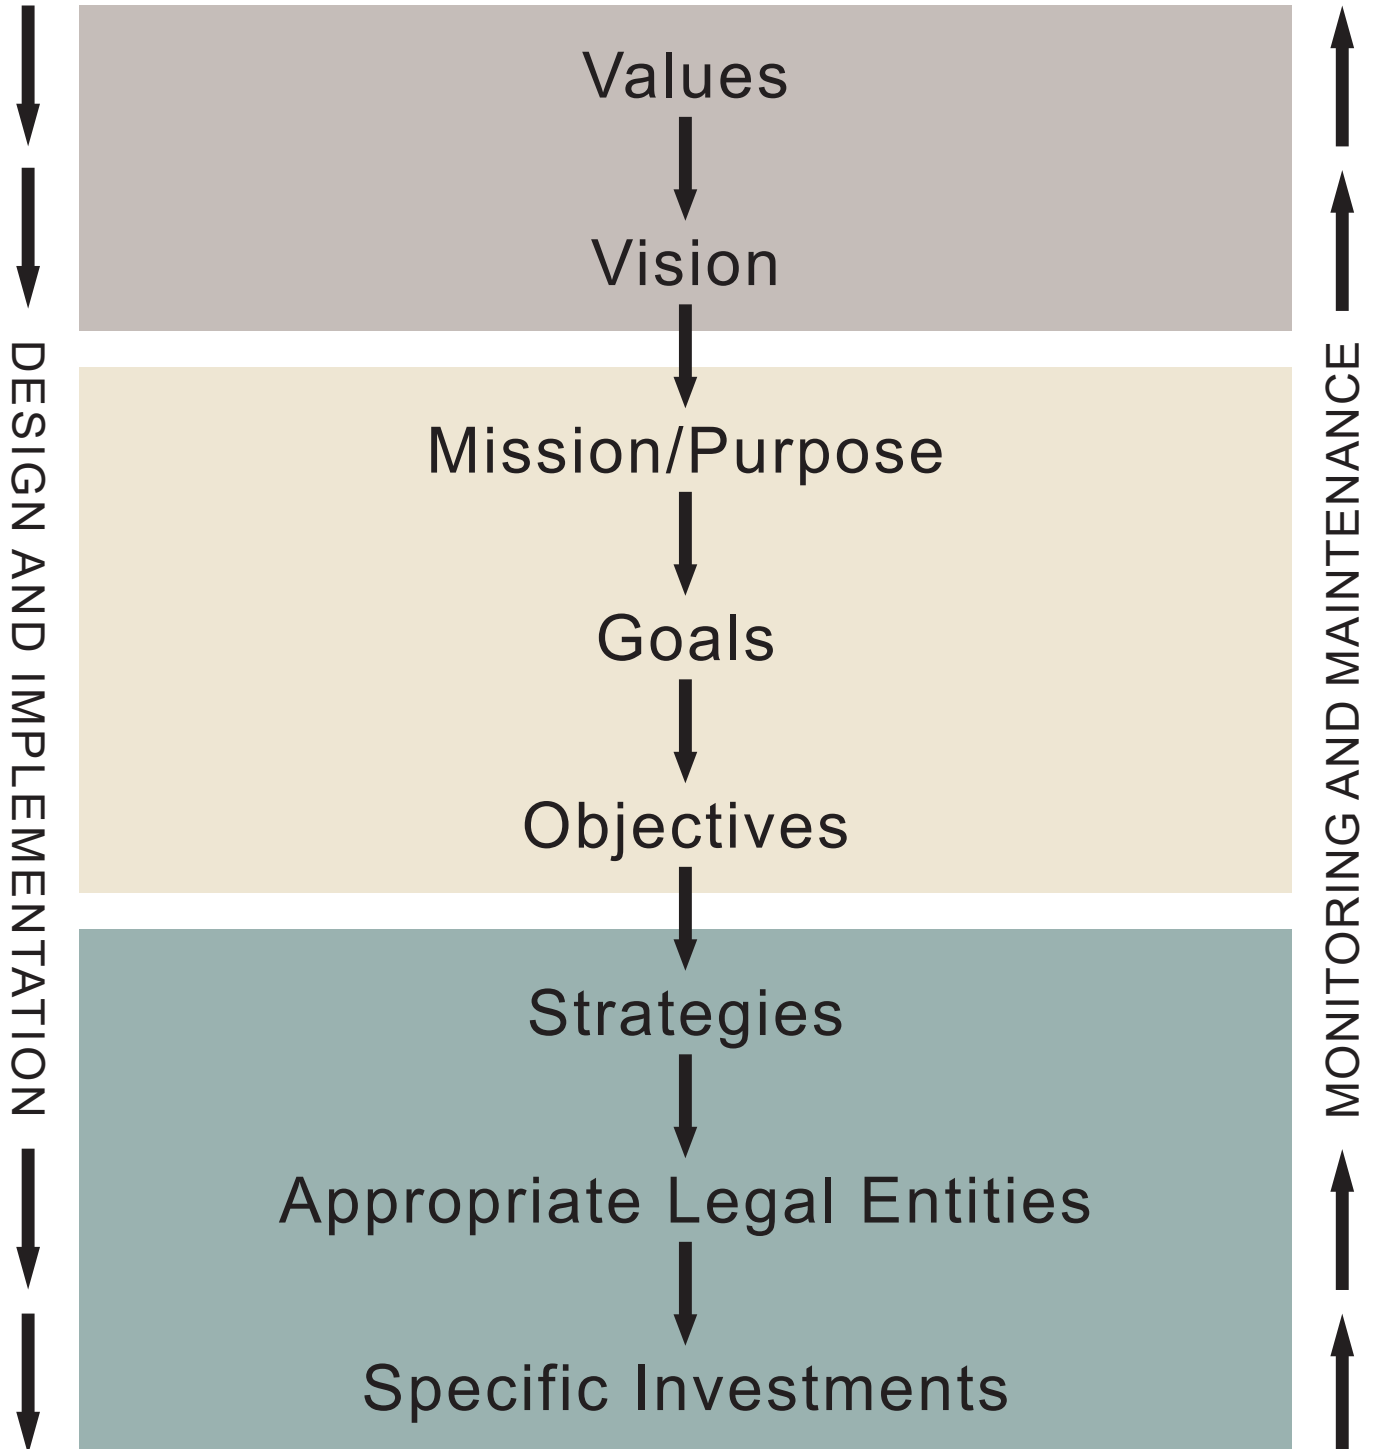 Values
Vision
Mission/Purpose
Goals
Objectives
Strategies
Appropriate Legal Entities
Specific Investments
DESIGN AND IMPLEMENTATION
MONITORING AND MAINTENANCE